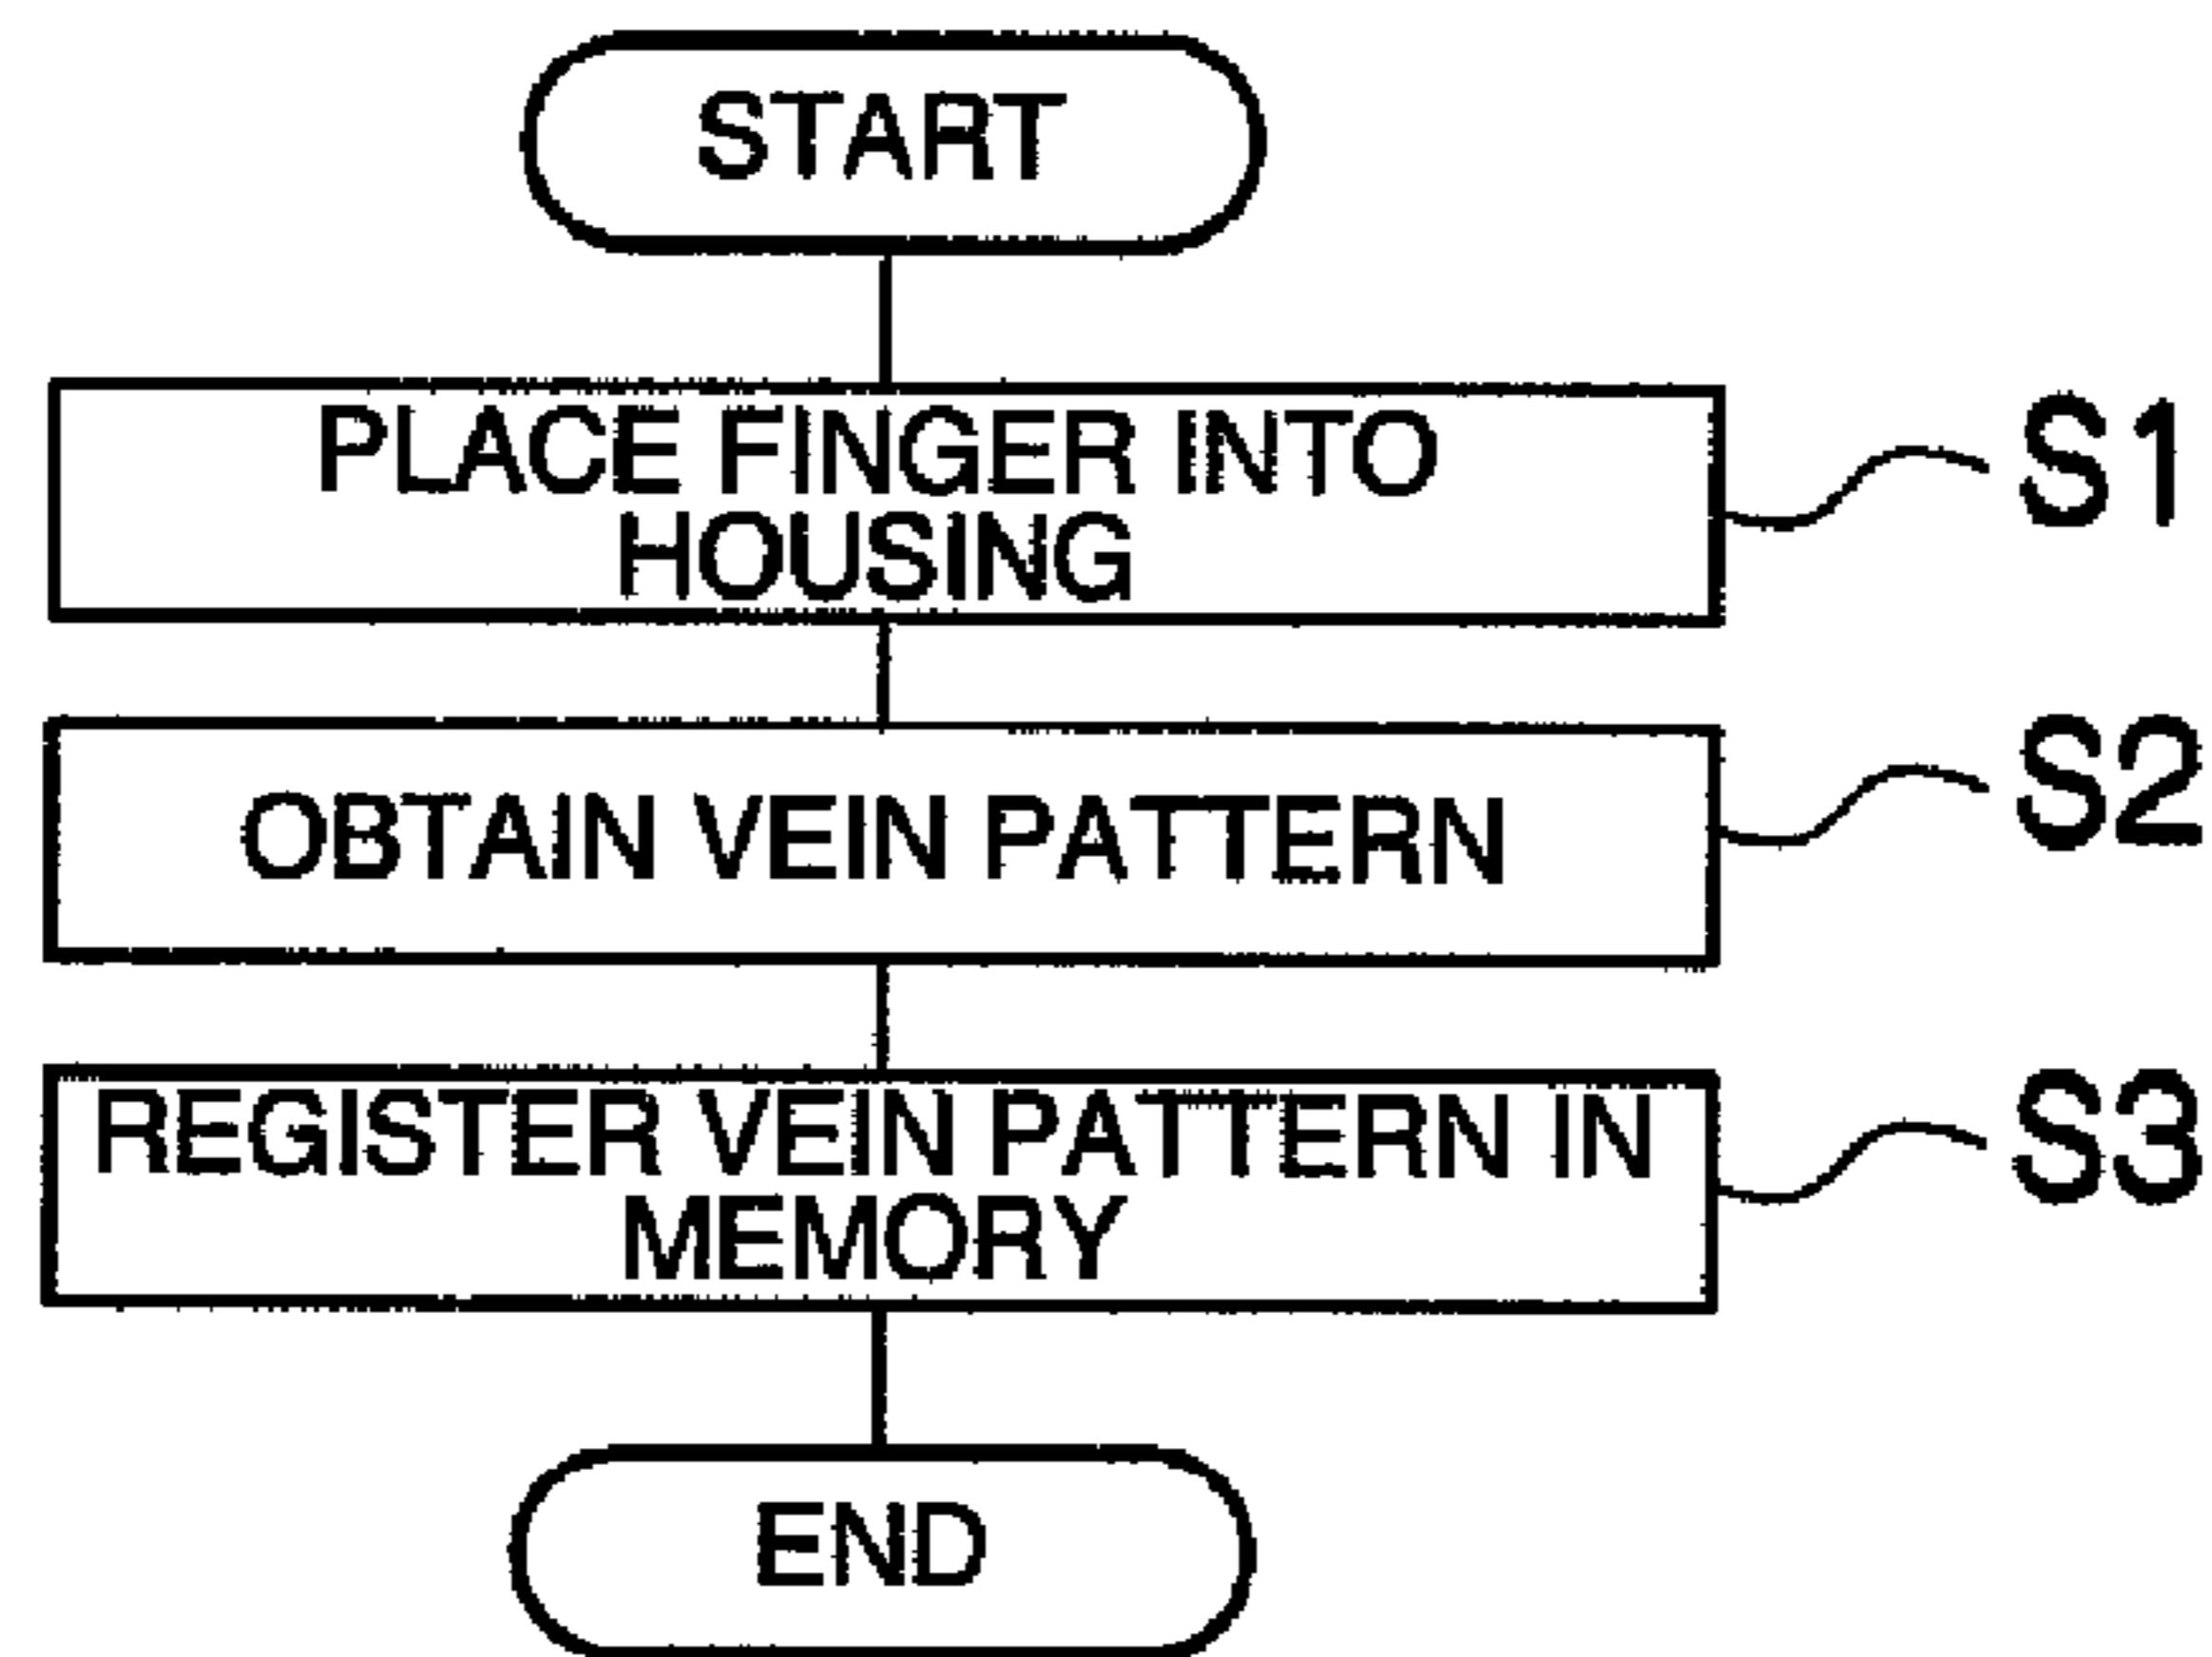 START
PLACE FINGER INTO
HOUSING
S1
OBTAIN VEIN PATTERN
S2
REGISTER VEIN PATTERN IN
MEMORY
S3
END